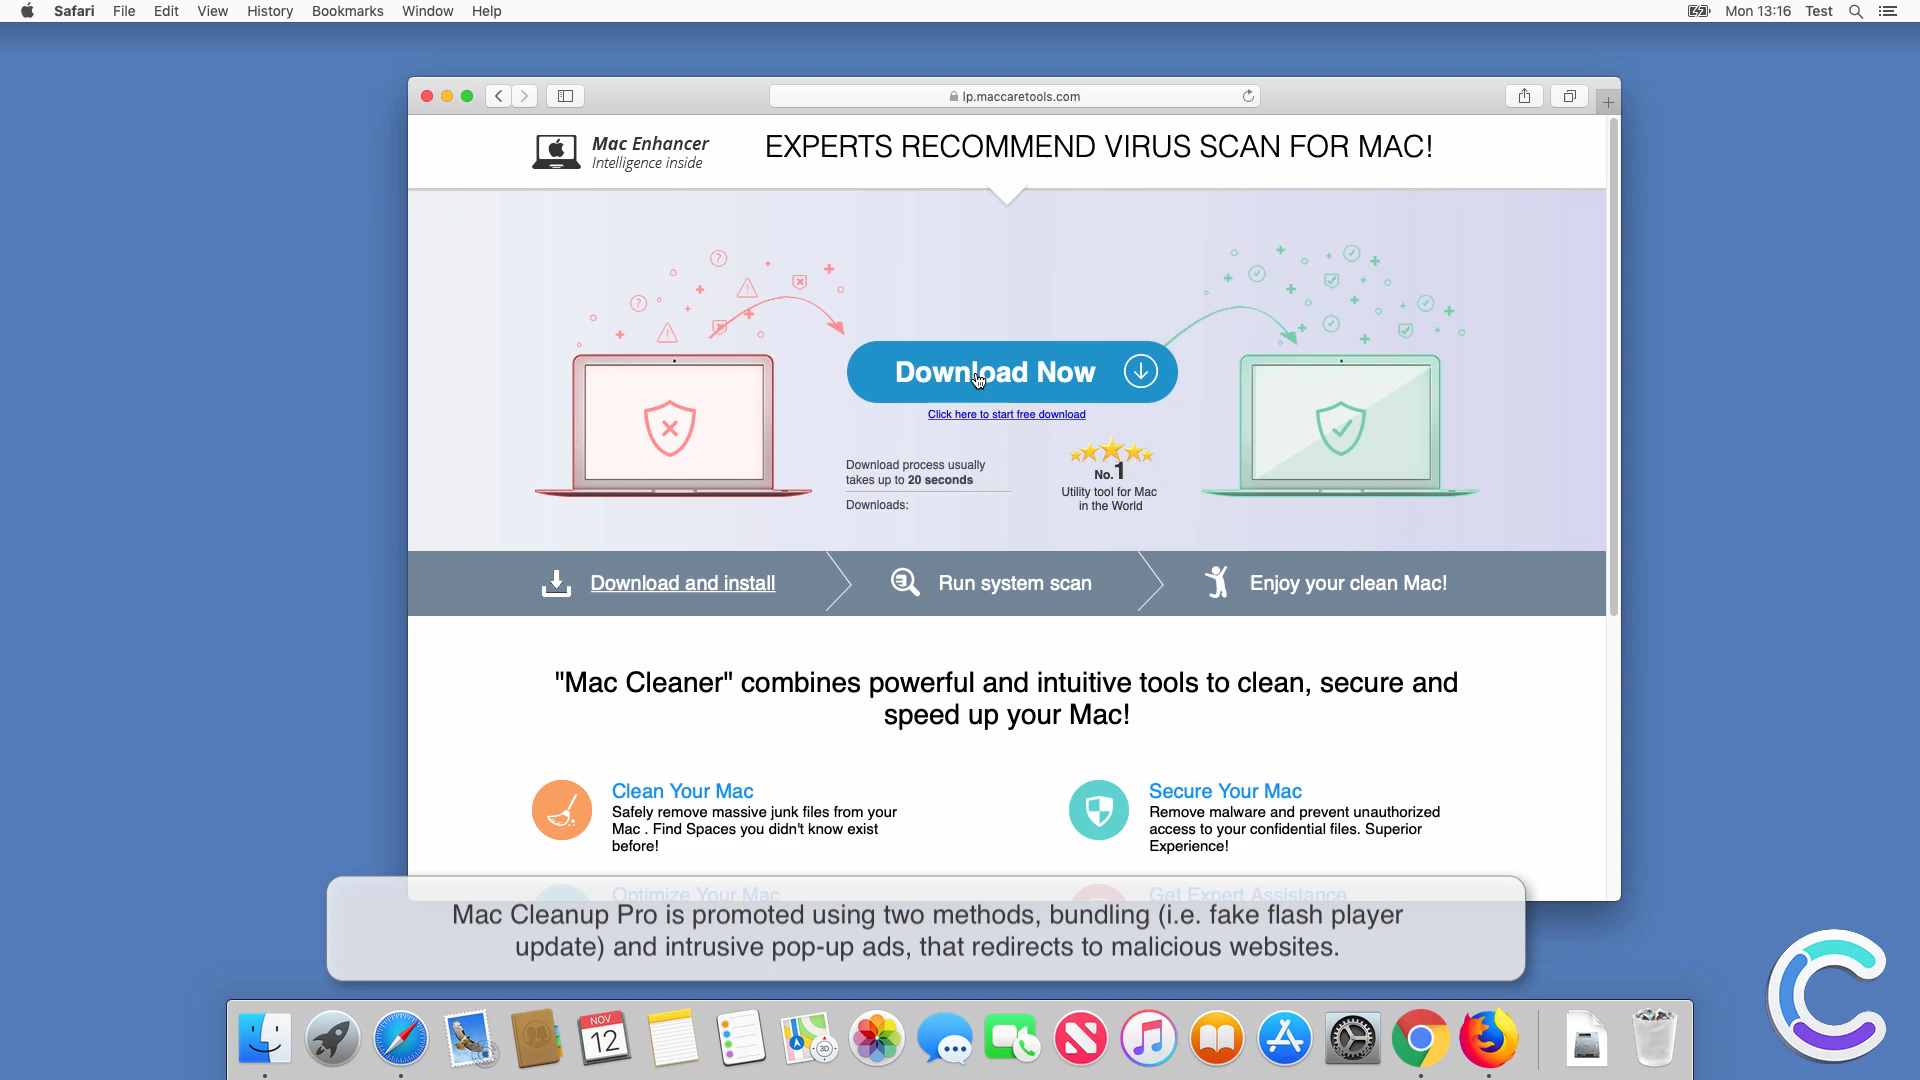 Safari File Edit View History Bookmarks Window Help
Mon 13:16 Test
lp.maccaretools.com
Mac Enhancer
Intelligence inside
EXPERTS RECOMMEND VIRUS SCAN FOR MAC!
Download Now
Click here to start free download
Download process usually
takes up to 20 seconds
Downloads:
No.1
Utility tool for Mac
in the World
Download and install
Run system scan
Enjoy your clean Mac!
"Mac Cleaner" combines powerful and intuitive tools to clean, secure and
speed up your Mac!
Clean Your Mac
Safely remove massive junk files from your
Mac . Find Spaces you didn't know exist
before!
Secure Your Mac
Remove malware and prevent unauthorized
access to your confidential files. Superior
Experience!
Optimize Your Mac
Get Expert Assistance
Mac Cleanup Pro is promoted using two methods, bundling (i.e. fake flash player
update) and intrusive pop-up ads, that redirects to malicious websites.
NOV
12
3D